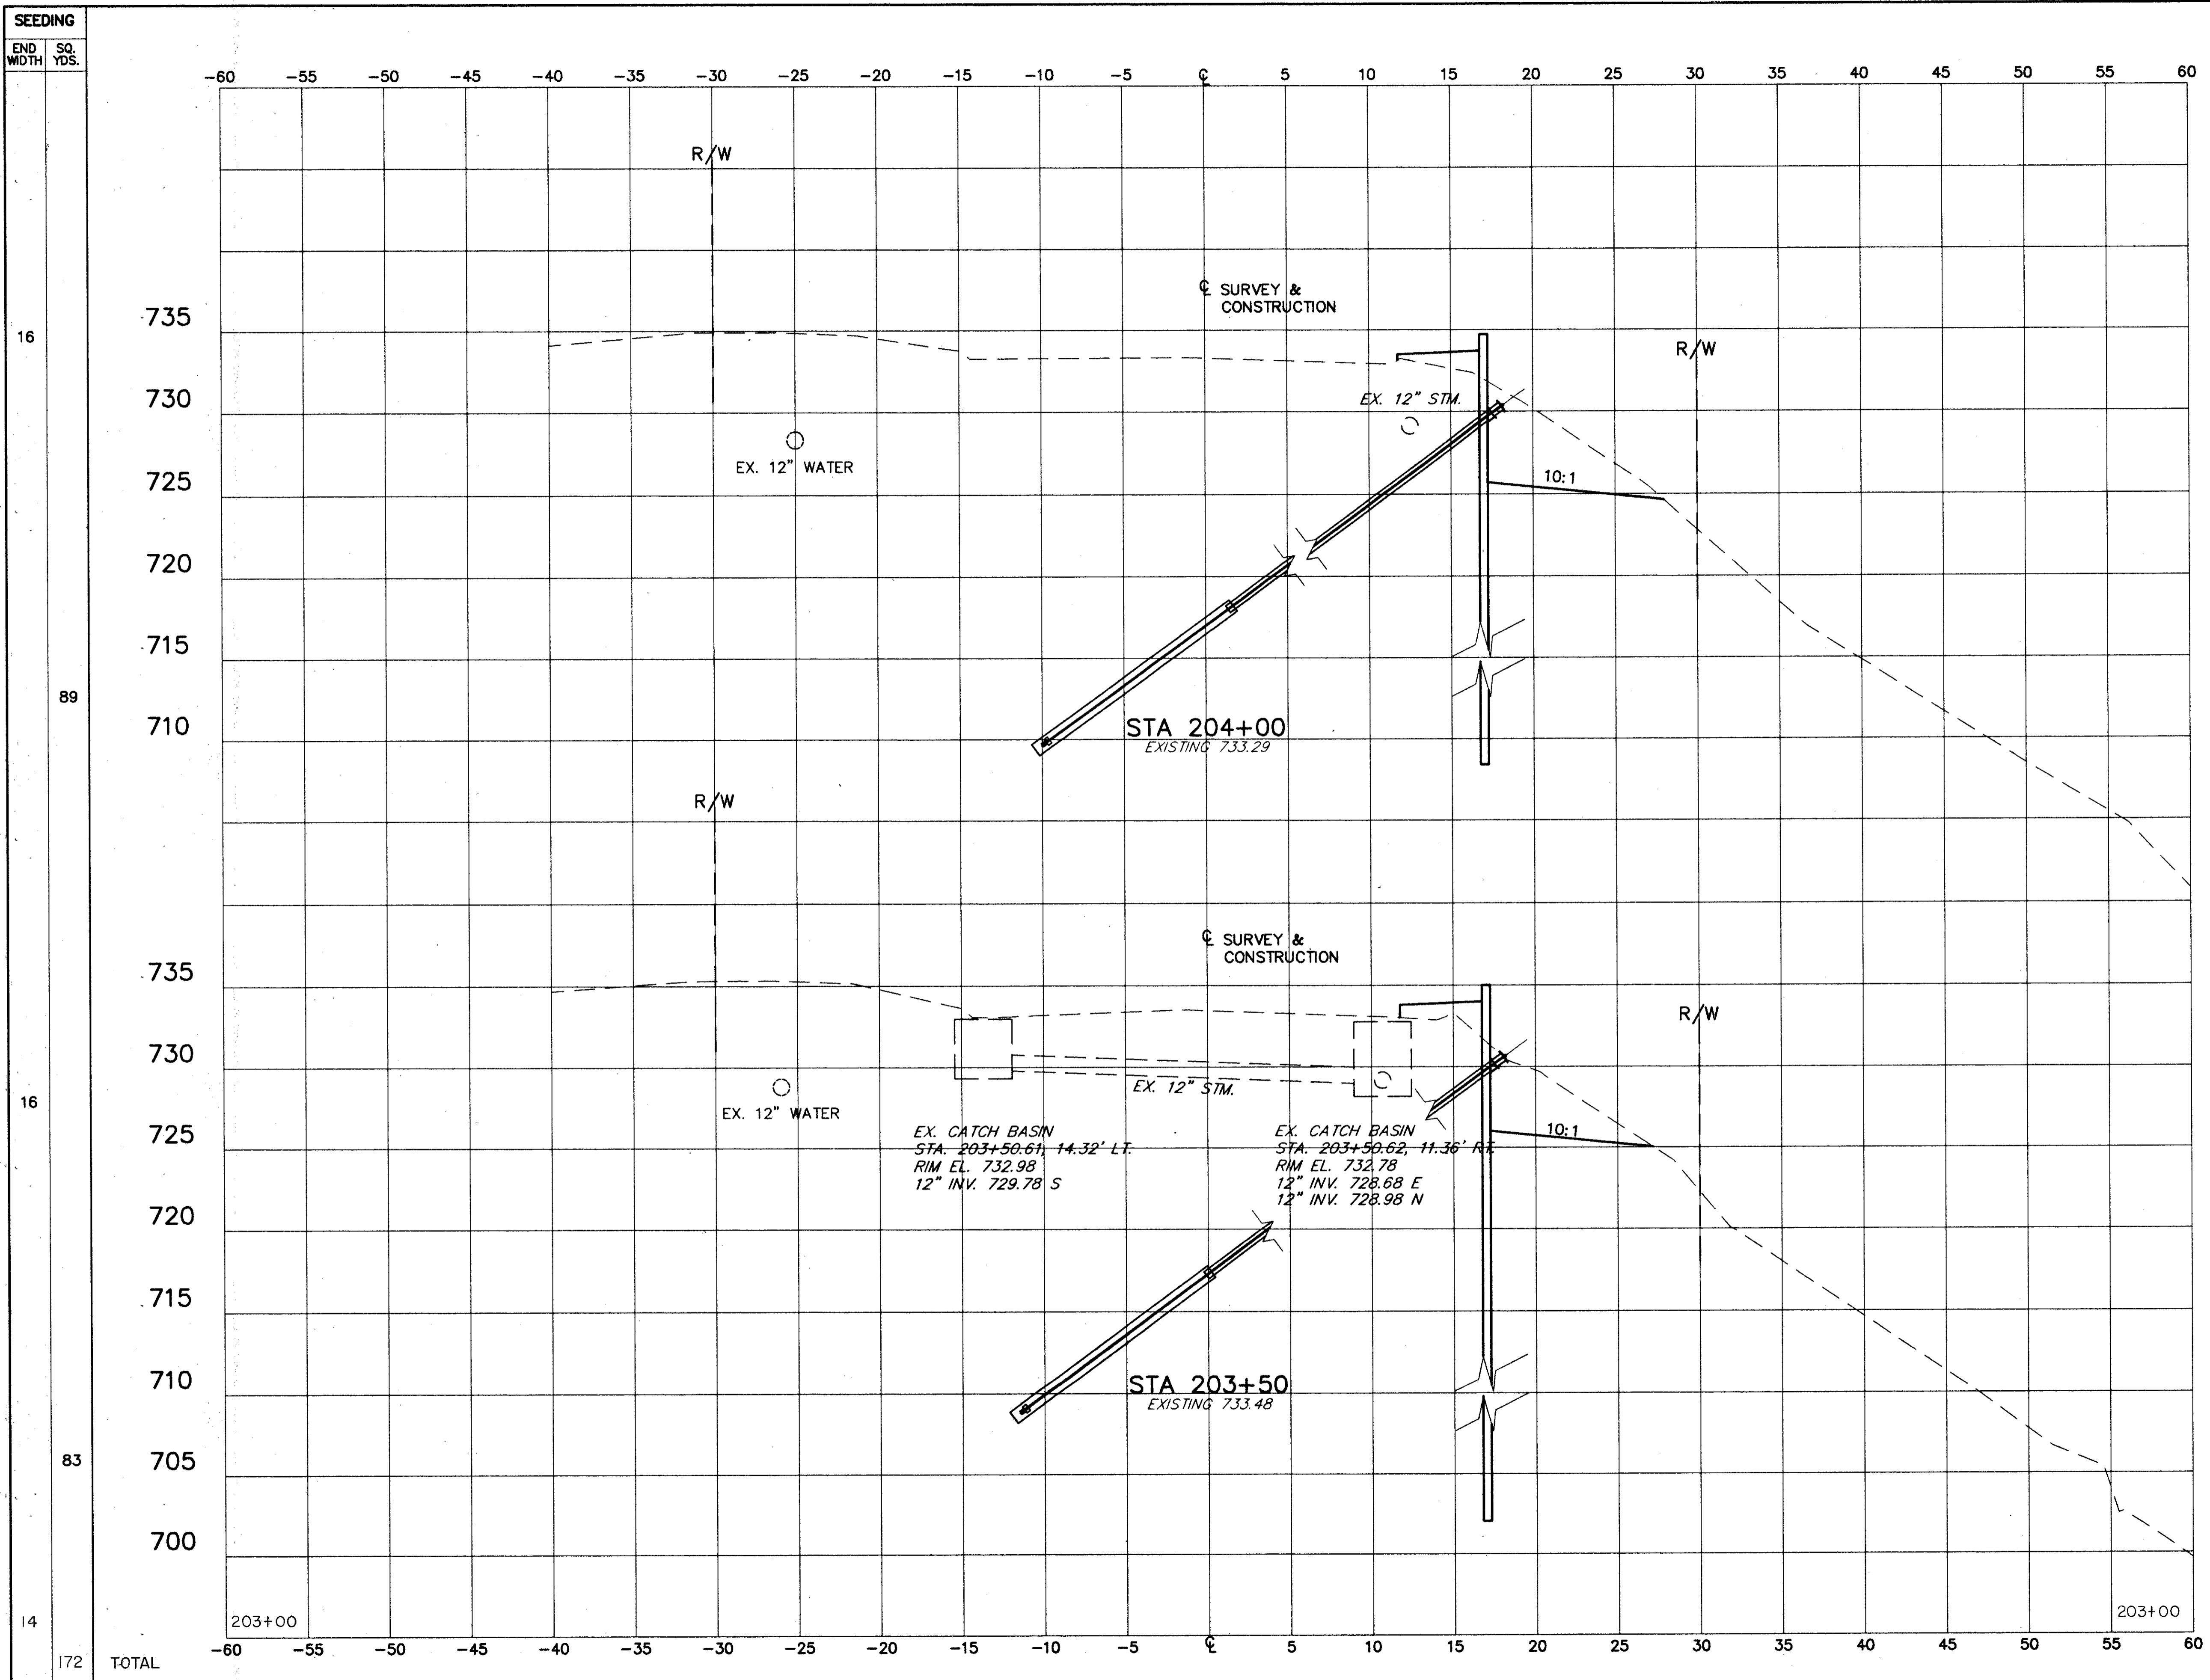 SEEDING
END WIDTH
SQ. YDS.
-60 -55 -50 -45 -40 -35 -30 -25 -20 -15 -10 -5 ℄ 5 10 15 20 25 30 35 40 45 50 55 60
R/W
℄ SURVEY &
CONSTRUCTION
735
16
R/W
730
EX. 12" STM.
EX. 12" WATER
725
10:1
720
715
89
710
STA 204+00
EXISTING 733.29
R/W
℄ SURVEY &
CONSTRUCTION
735
R/W
730
EX. 12" STM.
16
EX. 12" WATER
725
10:1
EX. CATCH BASIN
STA. 203+50.61, 14.32' LT.
RIM EL. 732.98
12" INV. 729.78 S
EX. CATCH BASIN
STA. 203+50.62, 11.36' RT.
RIM EL. 732.78
12" INV. 728.68 E
12" INV. 728.98 N
720
715
710
STA 203+50
EXISTING 733.48
705
83
700
14
203+00
203+00
-60 -55 -50 -45 -40 -35 -30 -25 -20 -15 -10 -5 ℄ 5 10 15 20 25 30 35 40 45 50 55 60
172 TOTAL